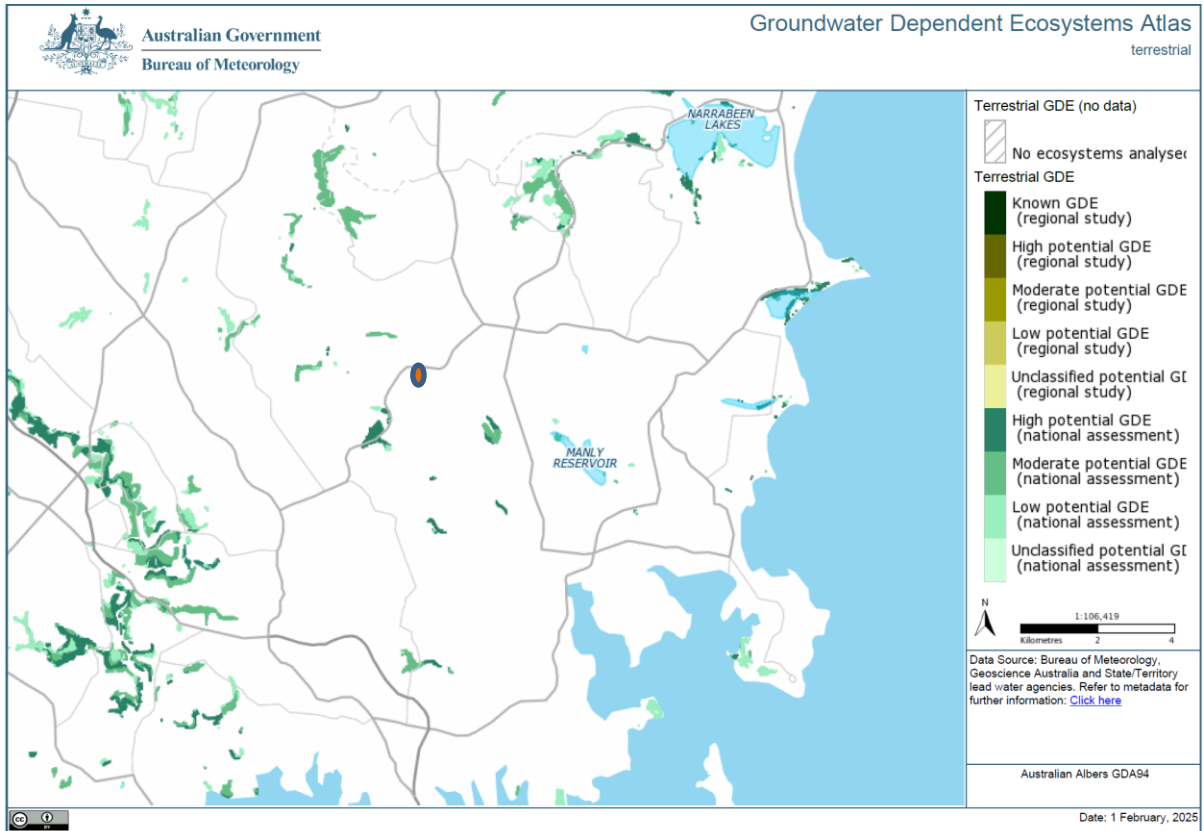 Australian Government
Bureau of Meteorology
Groundwater Dependent Ecosystems Atlas
terrestrial
NARRABEEN
LAKES
MANLY
RESERVOIR
Terrestrial GDE (no data)
No ecosystems analysec
Terrestrial GDE
Known GDE
(regional study)
High potential GDE
(regional study)
Moderate potential GDE
(regional study)
Low potential GDE
(regional study)
Unclassified potential GD
(regional study)
High potential GDE
(national assessment)
Moderate potential GDE
(national assessment)
Low potential GDE
(national assessment)
Unclassified potential GD
(national assessment)
N
1:106,419
Kilometres 2 4
Data Source: Bureau of Meteorology,
Geoscience Australia and State/Territory
lead water agencies. Refer to metadata for
further information: Click here
Australian Albers GDA94
cc BY
Date: 1 February, 2025